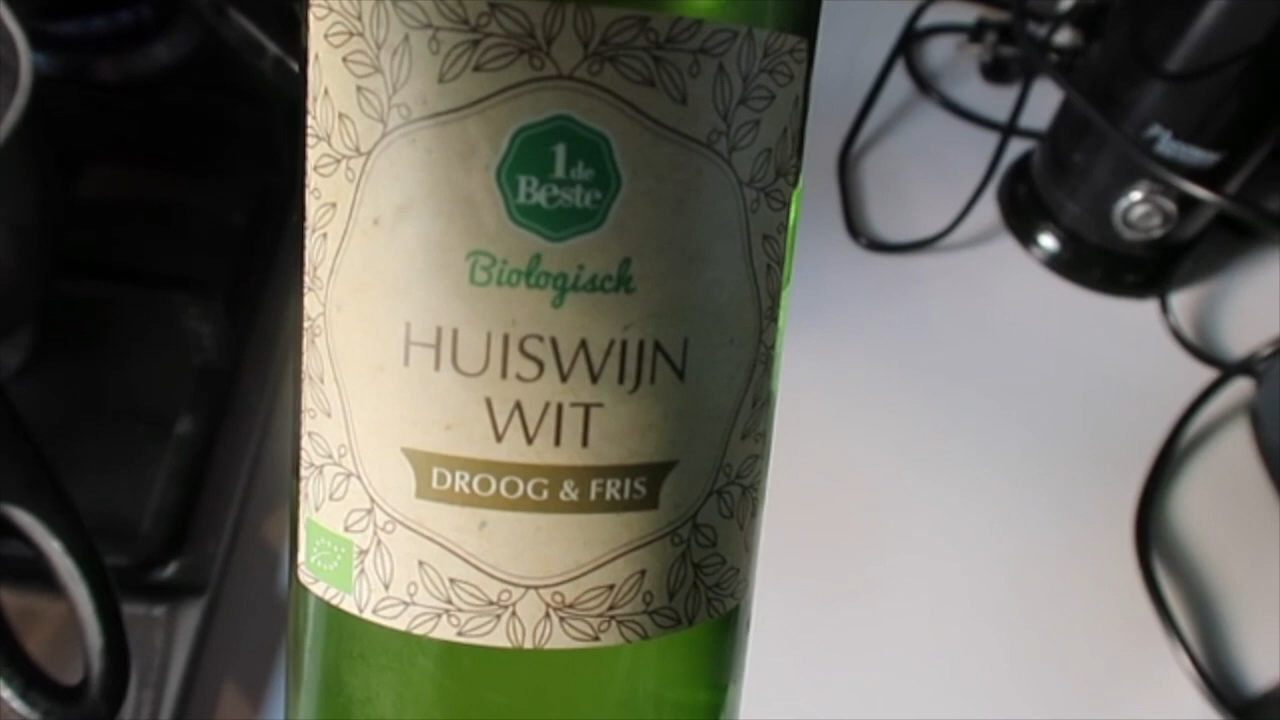 1 de
Beste
Biologisch
HUISWIJN
WIT
DROOG & FRIS